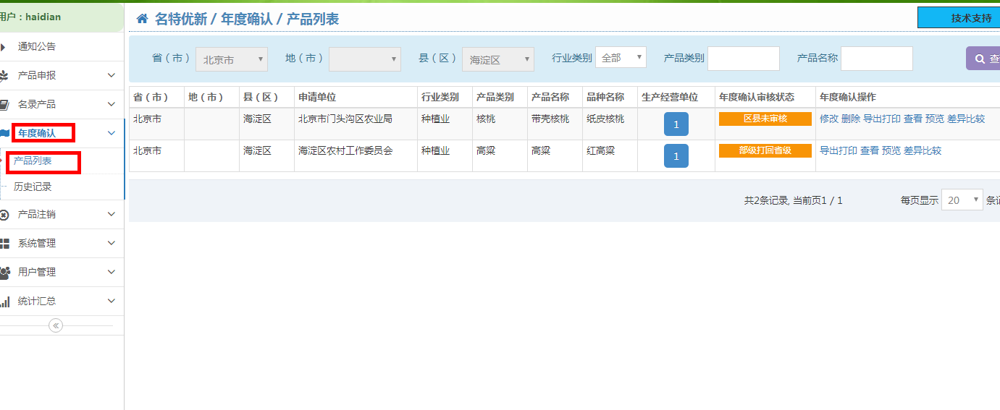 用户：haidian
名特优新 / 年度确认 / 产品列表
技术支持
通知公告
产品申报
名录产品
年度确认
产品列表
历史记录
产品注销
系统管理
用户管理
统计汇总
省（市） 北京市 地（市） 县（区） 海淀区 行业类别 全部 产品类别 产品名称 查
省（市） 地（市） 县（区） 申请单位 行业类别 产品类别 产品名称 品种名称 生产经营单位 年度确认审核状态 年度确认操作
北京市 海淀区 北京市门头沟区农业局 种植业 核桃 带壳核桃 纸皮核桃 1 区县未审核 修改 删除 导出打印 查看 预览 差异比较
北京市 海淀区 海淀区农村工作委员会 种植业 高粱 高粱 红高粱 1 部级打回省级 导出打印 查看 预览 差异比较
共2条记录, 当前页1 / 1 每页显示 20 条记